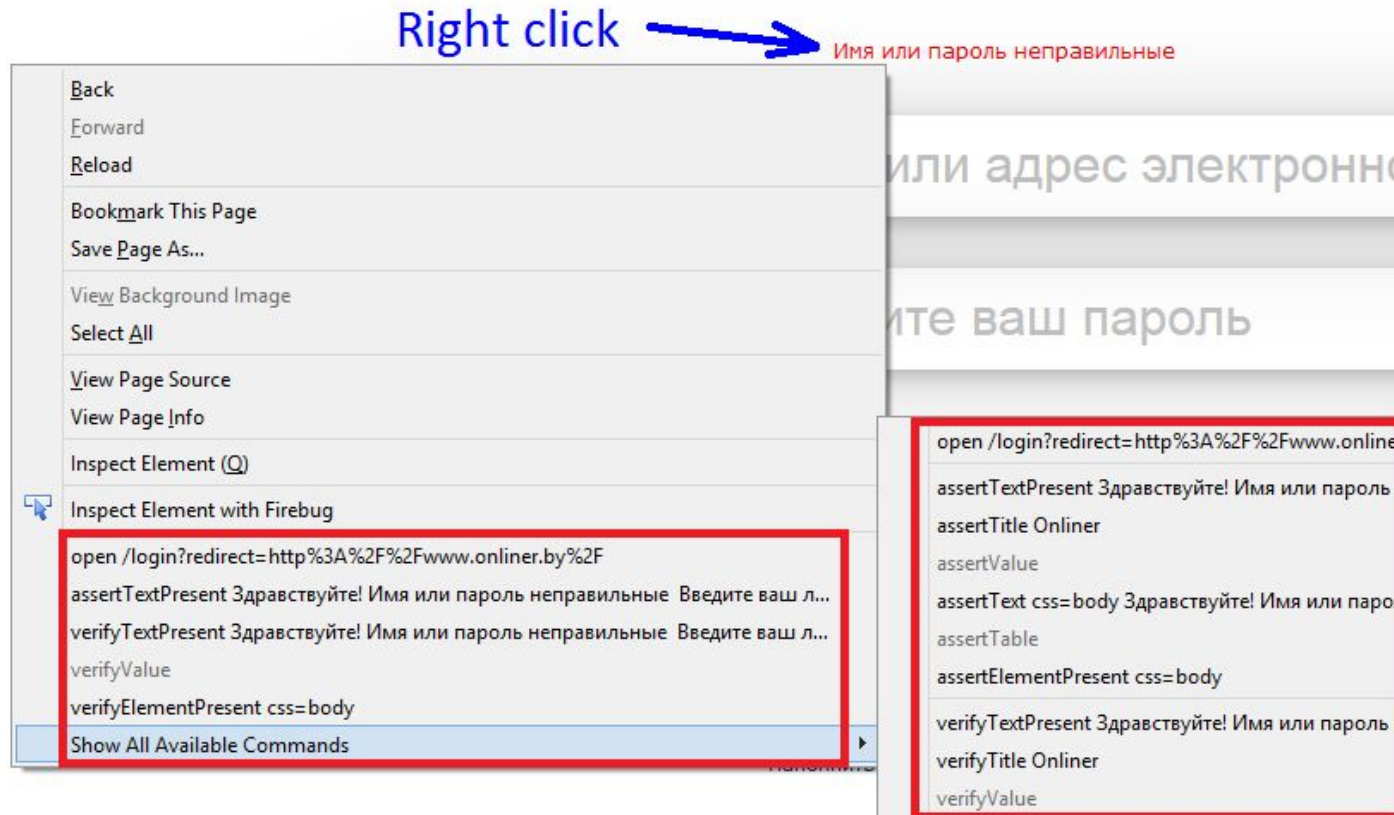 Right click
Имя или пароль неправильные
Back
Forward
Reload
Bookmark This Page
Save Page As...
View Background Image
Select All
View Page Source
View Page Info
Inspect Element (Q)
Inspect Element with Firebug
open /login?redirect=http%3A%2F%2Fwww.onliner.by%2F
assertTextPresent Здравствуйте! Имя или пароль неправильные Введите ваш л...
verifyTextPresent Здравствуйте! Имя или пароль неправильные Введите ваш л...
verifyValue
verifyElementPresent css=body
Show All Available Commands
или адрес электронно
ите ваш пароль
open /login?redirect=http%3A%2F%2Fwww.online
assertTextPresent Здравствуйте! Имя или пароль
assertTitle Onliner
assertValue
assertText css=body Здравствуйте! Имя или паро
assertTable
assertElementPresent css=body
verifyTextPresent Здравствуйте! Имя или пароль
verifyTitle Onliner
verifyValue